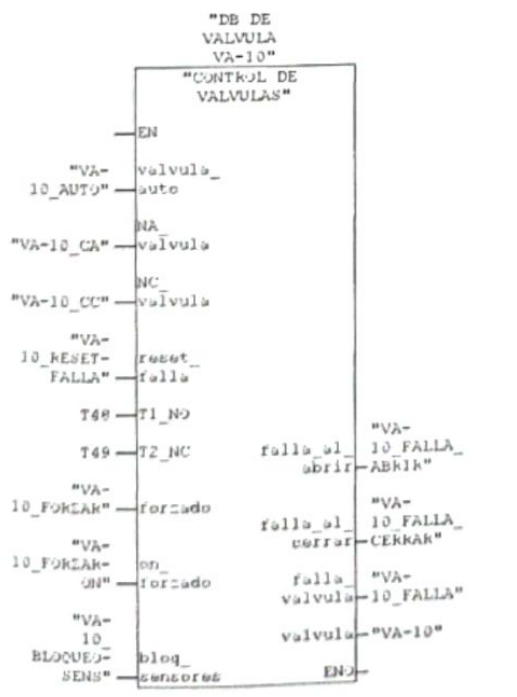 "DB DE
VALVULA
VA-10"
"CONTROL DE
VALVULAS"
EN
"VA-
10_AUTO"
valvula_
auto
"VA-10_CA"
NA_
valvula
"VA-10_CC"
NC_
valvula
"VA-
10_RESET-
FALLA"
reset_
falla
T48
T1_NO
T49
T2_NC
"VA-
10_FORZAR"
forzado
"VA-
10_FORZAR-
ON"
on_
forzado
"VA-
10_
BLOQUEO-
SENS"
bloq_
sensores
falla_al_
abrir
"VA-
10_FALLA_
ABRIR"
falla_al_
cerrar
"VA-
10_FALLA_
CERRAR"
falla_
valvula
"VA-
10_FALLA"
valvula
"VA-10"
ENO